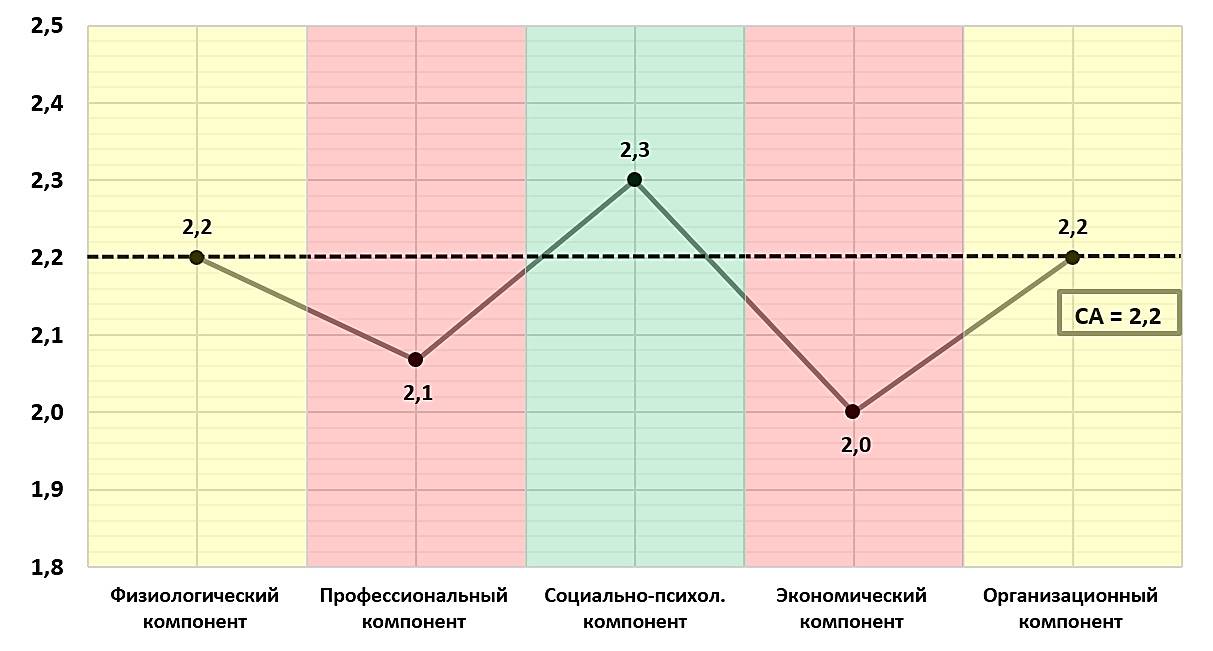 2,5
2,4
2,3
2,2
2,1
2,0
1,9
1,8
2,2
2,1
2,3
2,0
2,2
СА = 2,2
Физиологический
компонент
Профессиональный
компонент
Социально-психол.
компонент
Экономический
компонент
Организационный
компонент